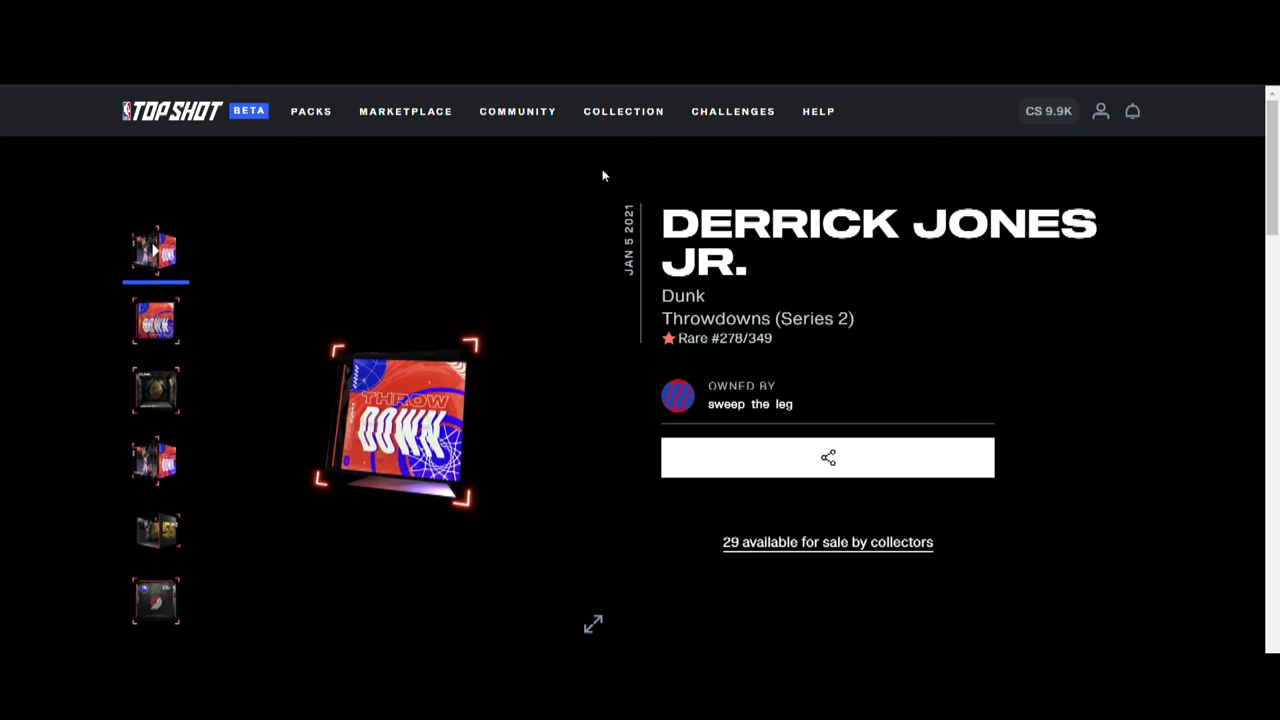 TOPSHOT BETA PACKS MARKETPLACE COMMUNITY COLLECTION CHALLENGES HELP CS 9.9K
JAN 5 2021
DERRICK JONES
JR.
Dunk
Throwdowns (Series 2)
Rare #278/349
OWNED BY
sweep the leg
THROW
DOWN
29 available for sale by collectors